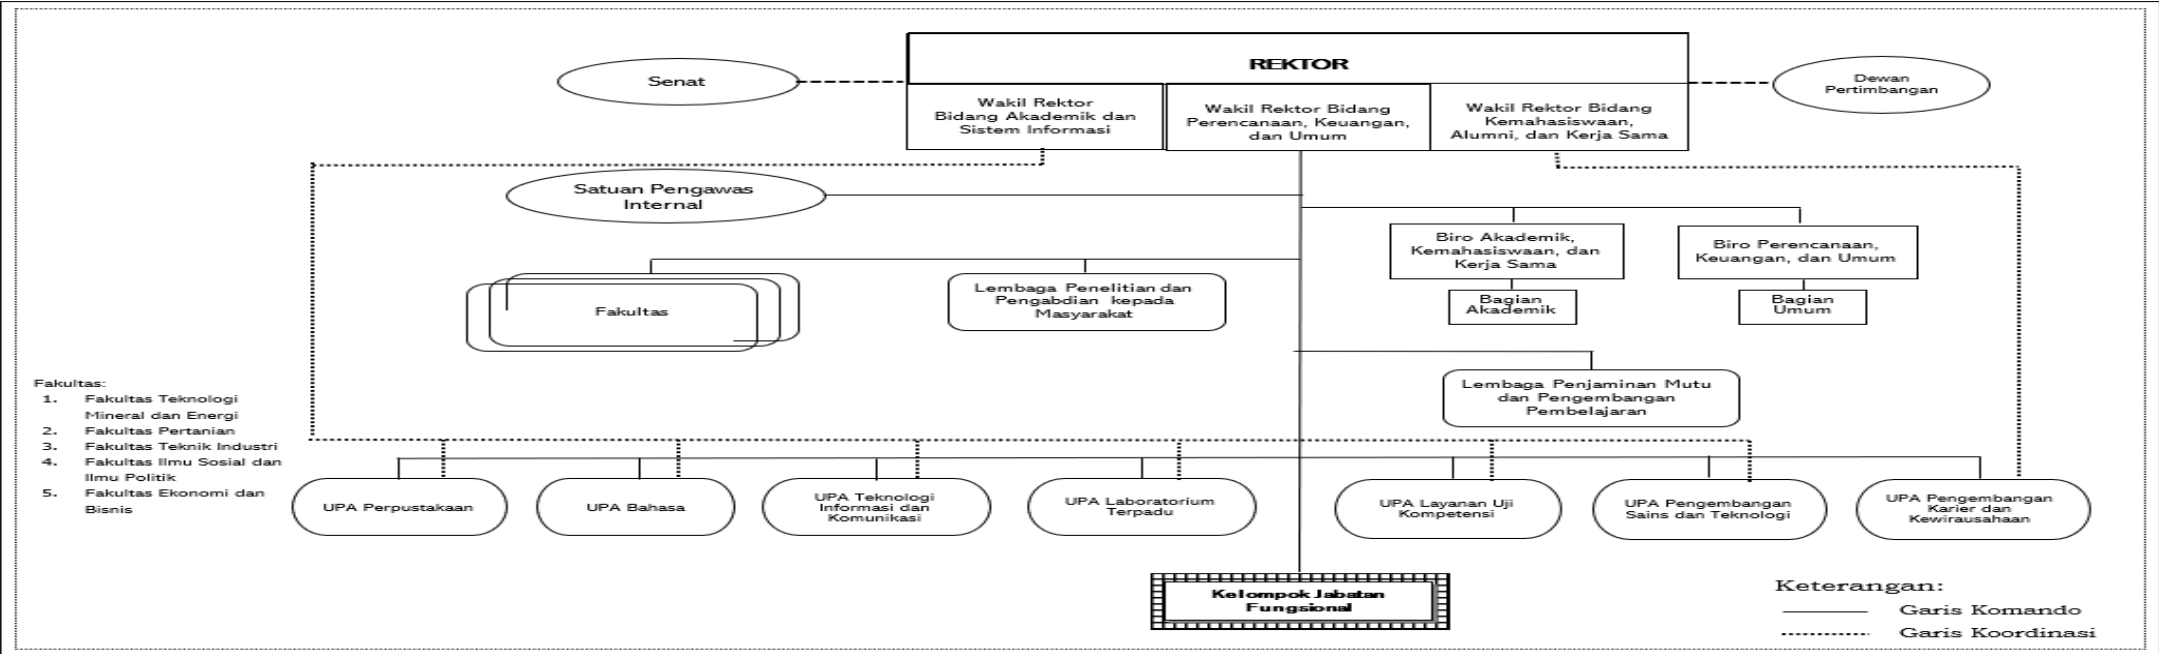 REKTOR
Senat
Dewan
Pertimbangan
Wakil Rektor
Bidang Akademik dan
Sistem Informasi
Wakil Rektor Bidang
Perencanaan, Keuangan,
dan Umum
Wakil Rektor Bidang
Kemahasiswaan,
Alumni, dan Kerja Sama
Satuan Pengawas
Internal
Biro Akademik,
Kemahasiswaan, dan
Kerja Sama
Biro Perencanaan,
Keuangan, dan Umum
Fakultas
Lembaga Penelitian dan
Pengabdian kepada
Masyarakat
Bagian
Akademik
Bagian
Umum
Lembaga Penjaminan Mutu
dan Pengembangan
Pembelajaran
Fakultas:
1. Fakultas Teknologi
Mineral dan Energi
2. Fakultas Pertanian
3. Fakultas Teknik Industri
4. Fakultas Ilmu Sosial dan
Ilmu Politik
5. Fakultas Ekonomi dan
Bisnis
UPA Perpustakaan
UPA Bahasa
UPA Teknologi
Informasi dan
Komunikasi
UPA Laboratorium
Terpadu
UPA Layanan Uji
Kompetensi
UPA Pengembangan
Sains dan Teknologi
UPA Pengembangan
Karier dan
Kewirausahaan
Kelompok Jabatan
Fungsional
Keterangan:
Garis Komando
Garis Koordinasi